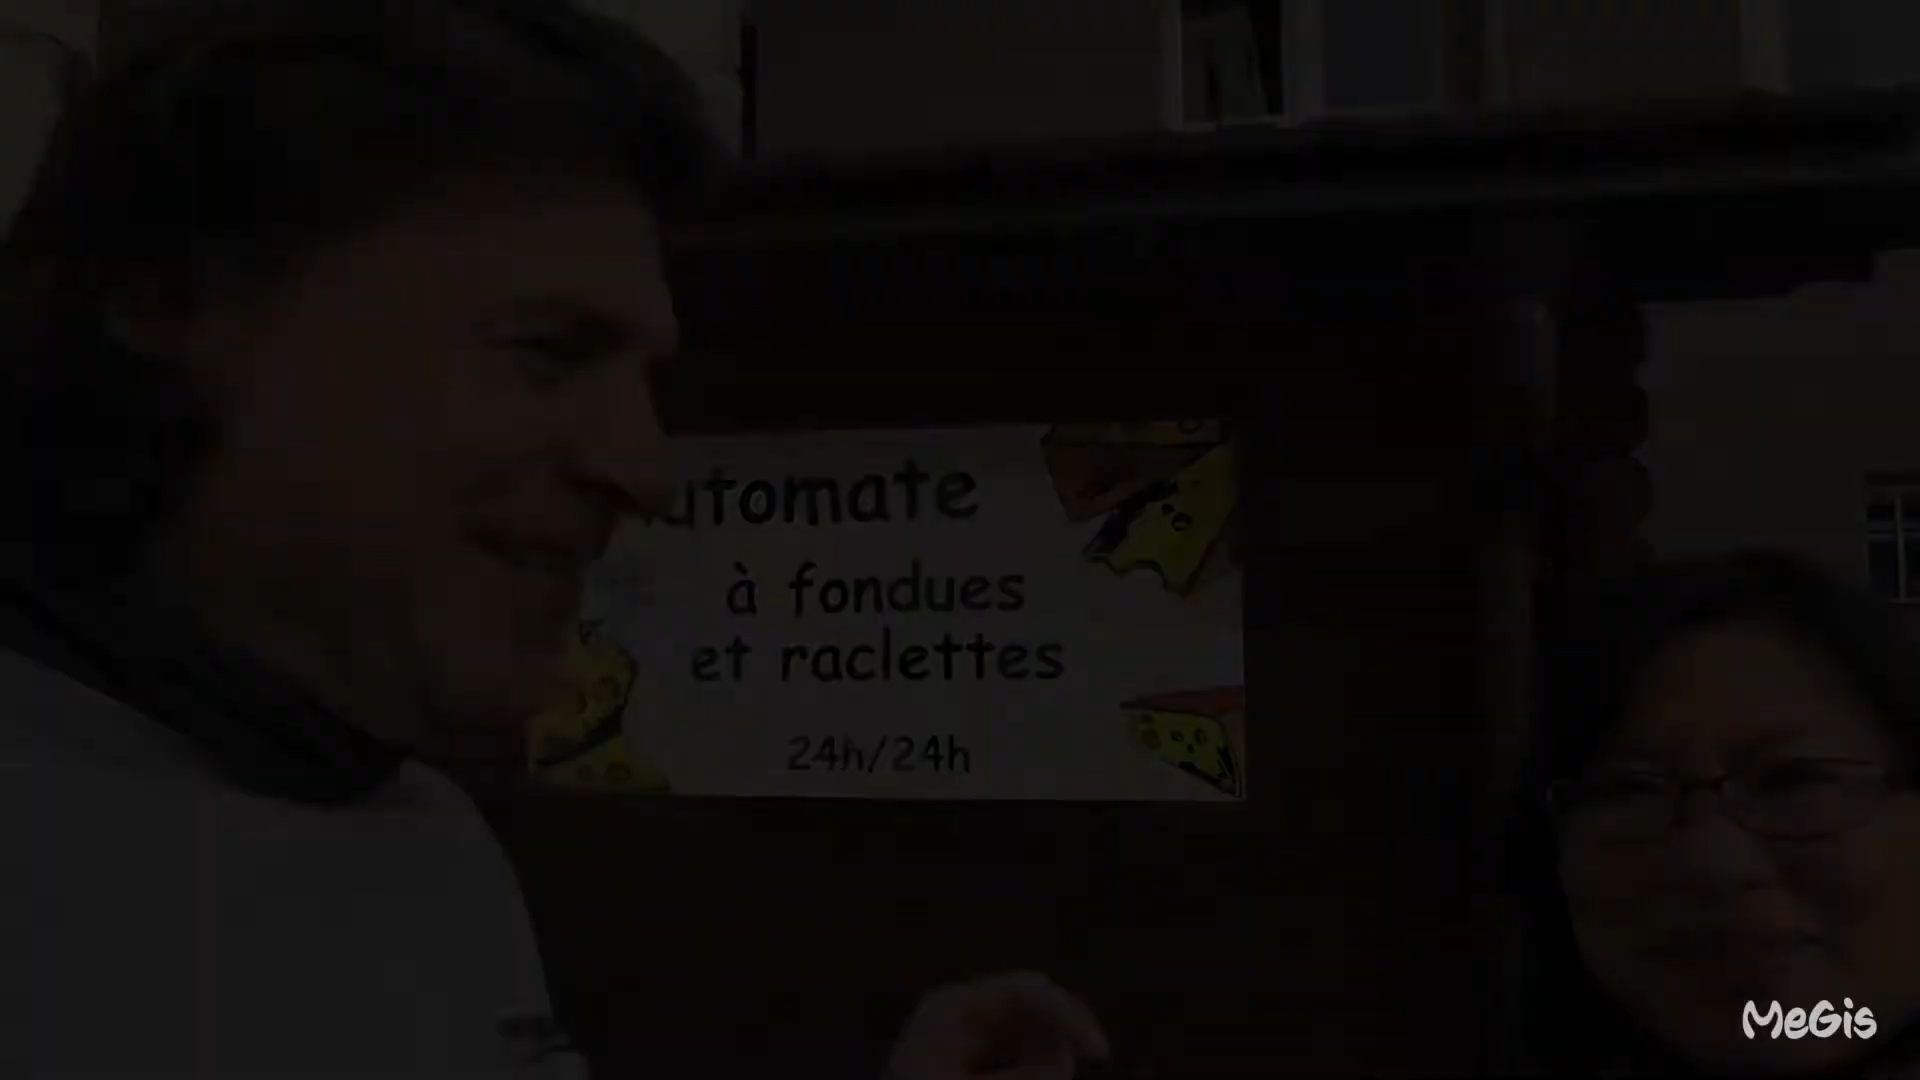 utomate
à fondues
et raclettes
24h/24h
MeGis